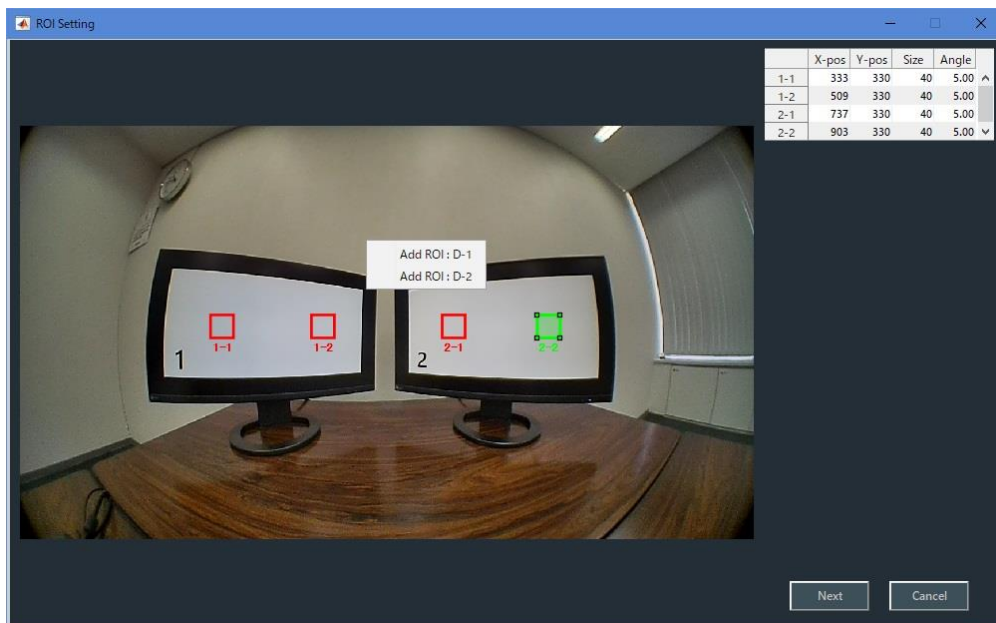 ROI Setting
X-pos Y-pos Size Angle
1-1 333 330 40 5.00
1-2 509 330 40 5.00
2-1 737 330 40 5.00
2-2 903 330 40 5.00
Add ROI : D-1
Add ROI : D-2
1-1 1-2 2-1 2-2
1 2
Next Cancel